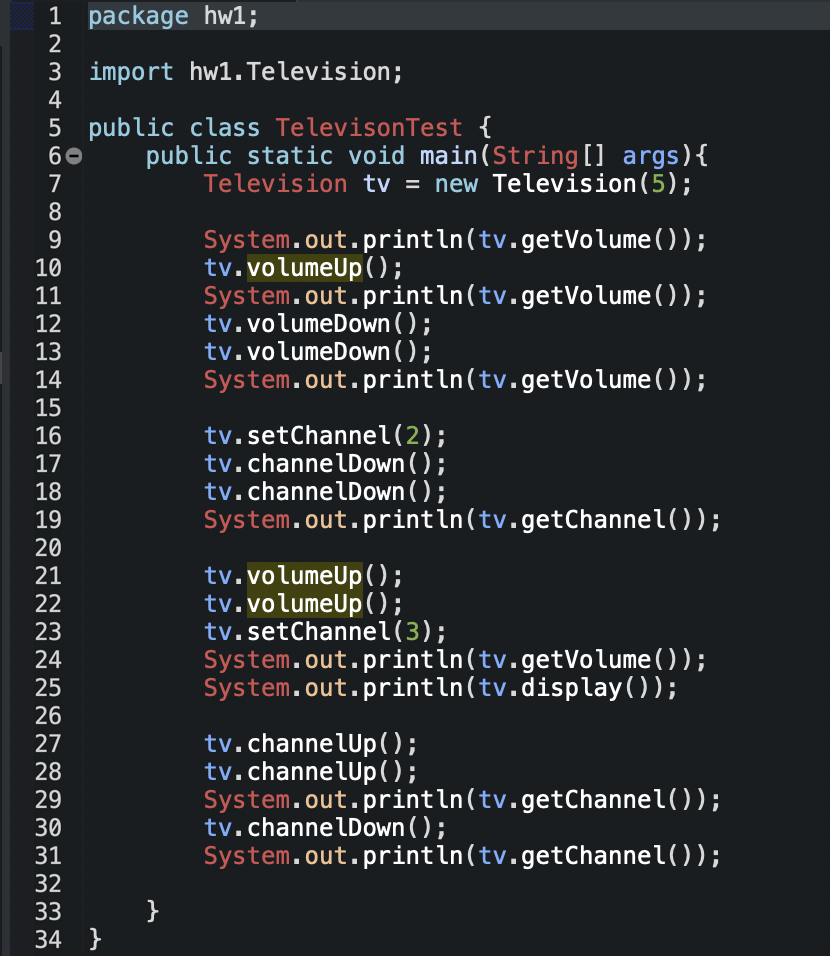 1 package hw1;
2
3 import hw1.Television;
4
5 public class TelevisonTest {
6 public static void main(String[] args){
7 Television tv = new Television(5);
8
9 System.out.println(tv.getVolume());
10 tv.volumeUp();
11 System.out.println(tv.getVolume());
12 tv.volumeDown();
13 tv.volumeDown();
14 System.out.println(tv.getVolume());
15
16 tv.setChannel(2);
17 tv.channelDown();
18 tv.channelDown();
19 System.out.println(tv.getChannel());
20
21 tv.volumeUp();
22 tv.volumeUp();
23 tv.setChannel(3);
24 System.out.println(tv.getVolume());
25 System.out.println(tv.display());
26
27 tv.channelUp();
28 tv.channelUp();
29 System.out.println(tv.getChannel());
30 tv.channelDown();
31 System.out.println(tv.getChannel());
32
33 }
34 }